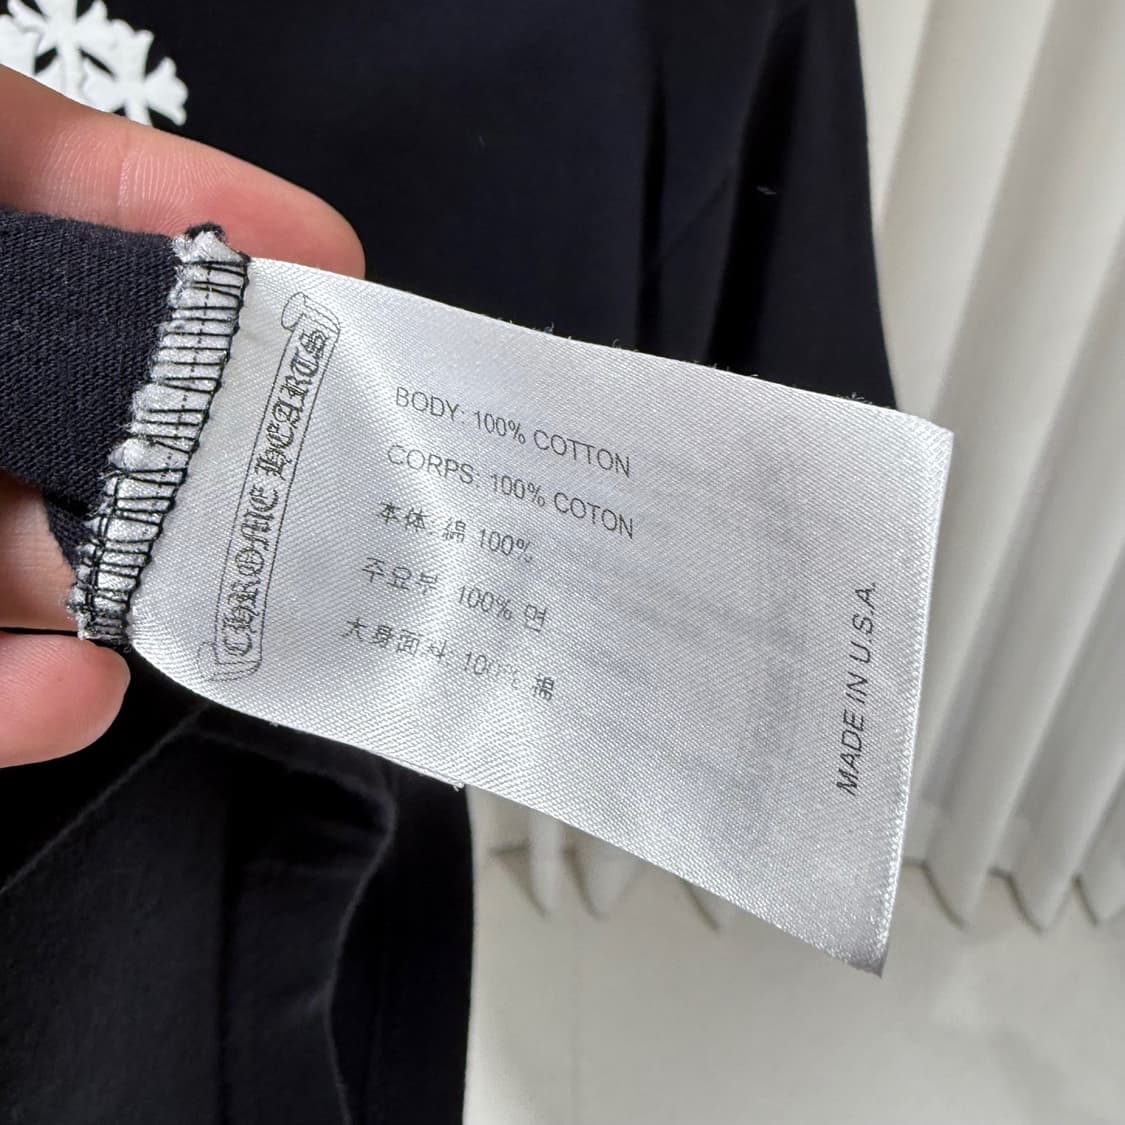 CHROME HEARTS
BODY: 100% COTTON
CORPS: 100% COTON
本体: 綿 100%
주요부 100% 면
大身面料: 100% 棉
MADE IN U.S.A.